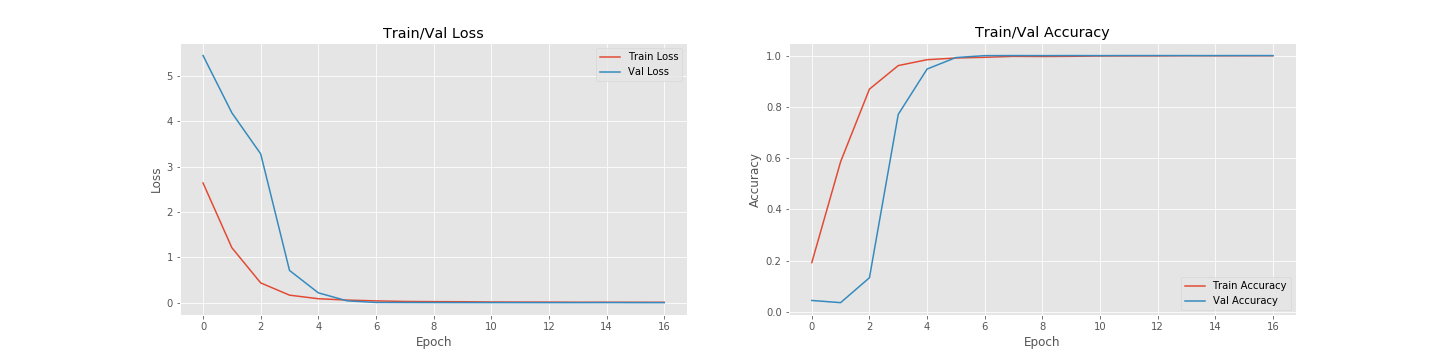 Train/Val Loss
Train Loss
Val Loss
5
4
3
2
1
0
Loss
0 2 4 6 8 10 12 14 16
Epoch
Train/Val Accuracy
1.0
0.8
0.6
0.4
0.2
0.0
Accuracy
Train Accuracy
Val Accuracy
0 2 4 6 8 10 12 14 16
Epoch